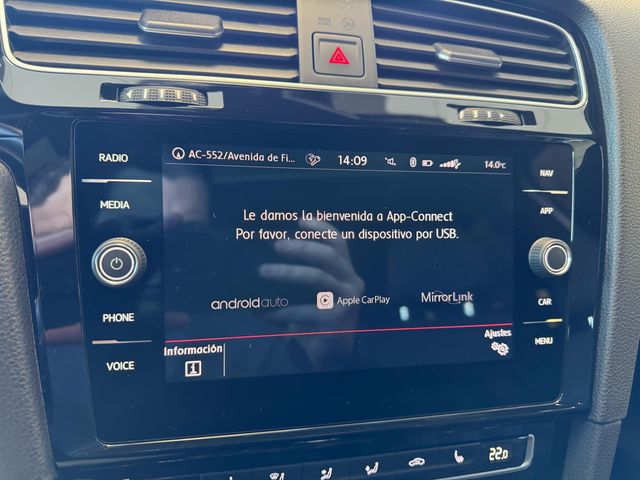 RADIO
MEDIA
PHONE
VOICE
AC-552/Avenida de Fi...
14:09
14.0°C
Le damos la bienvenida a App-Connect
Por favor, conecte un dispositivo por USB.
androidauto
Apple CarPlay
MirrorLink
Información
Ajustes
NAV
APP
CAR
MENU
22.0